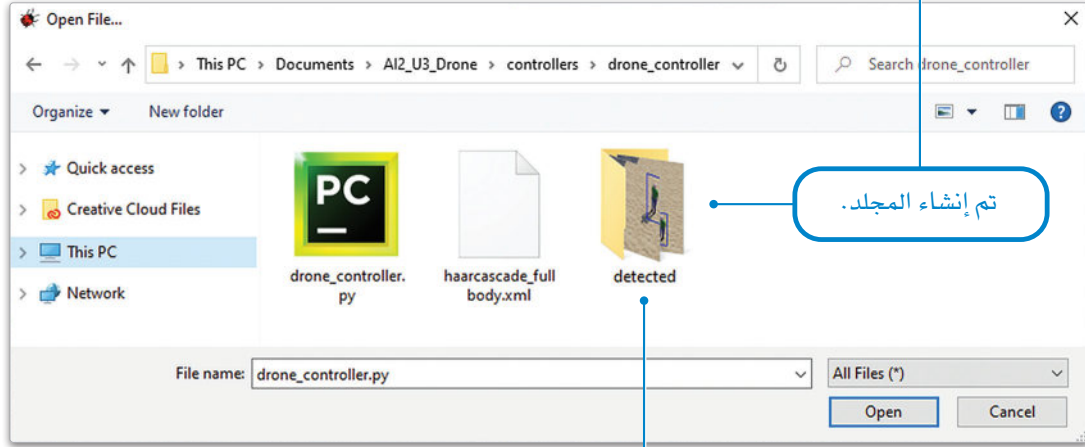 Open File...
This PC > Documents > AI2_U3_Drone > controllers > drone_controller
Search drone_controller
Organize
New folder
Quick access
Creative Cloud Files
This PC
Network
PC
drone_controller.
py
haarcascade_full
body.xml
detected
تم إنشاء المجلد.
File name:
drone_controller.py
All Files (*)
Open
Cancel